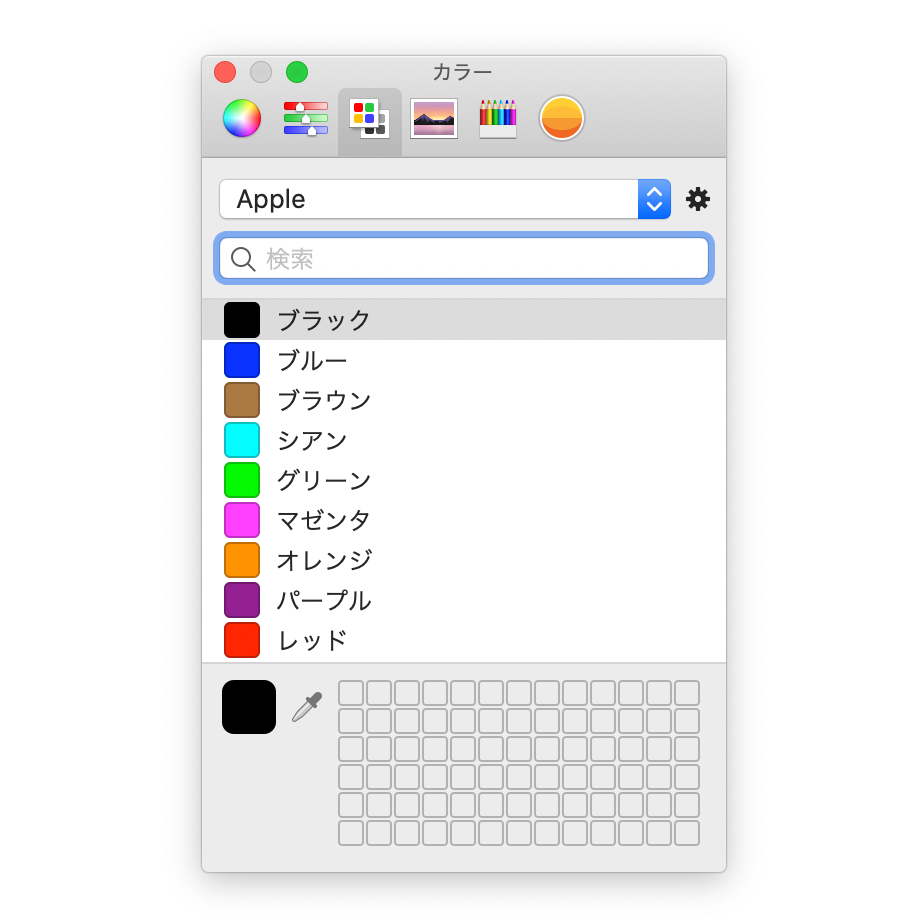 カラー
Apple
検索
ブラック
ブルー
ブラウン
シアン
グリーン
マゼンタ
オレンジ
パープル
レッド